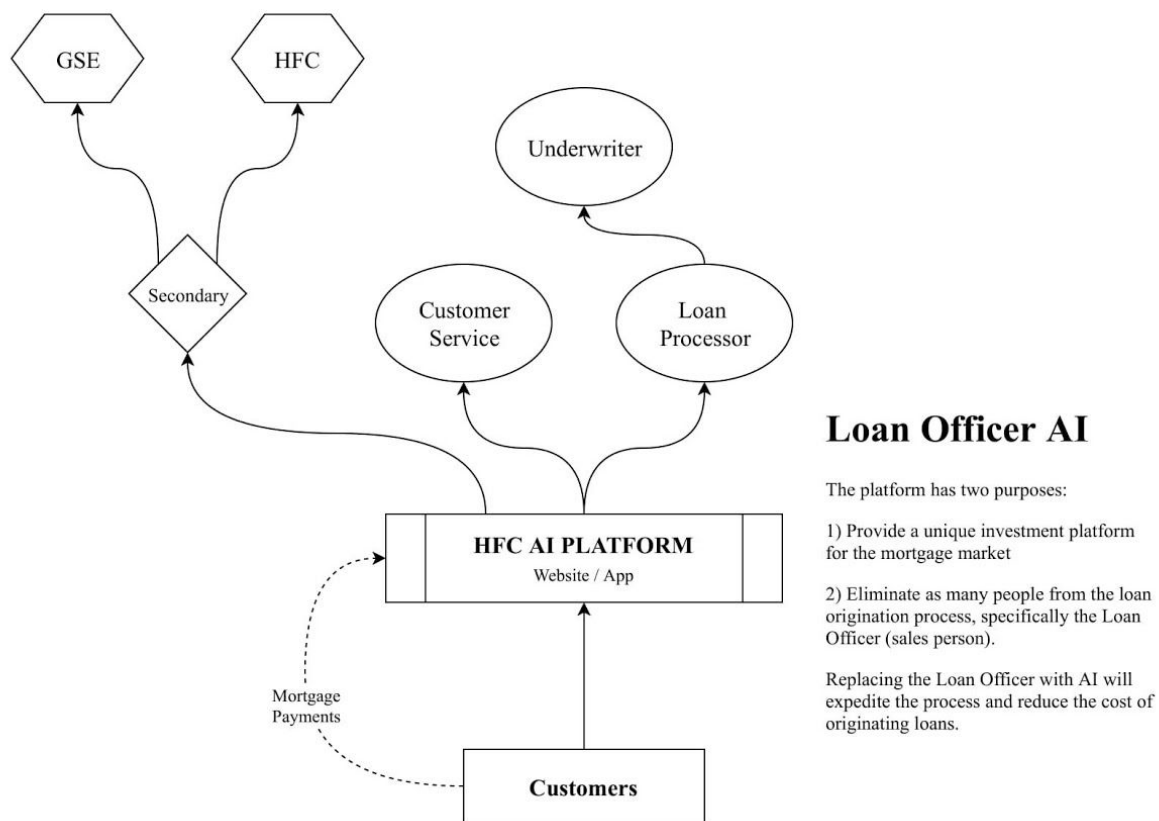 GSE
HFC
Underwriter
Secondary
Customer
Service
Loan
Processor
HFC AI PLATFORM
Website / App
Mortgage
Payments
Customers
Loan Officer AI
The platform has two purposes:
1) Provide a unique investment platform
for the mortgage market
2) Eliminate as many people from the loan
origination process, specifically the Loan
Officer (sales person).
Replacing the Loan Officer with AI will
expedite the process and reduce the cost of
originating loans.